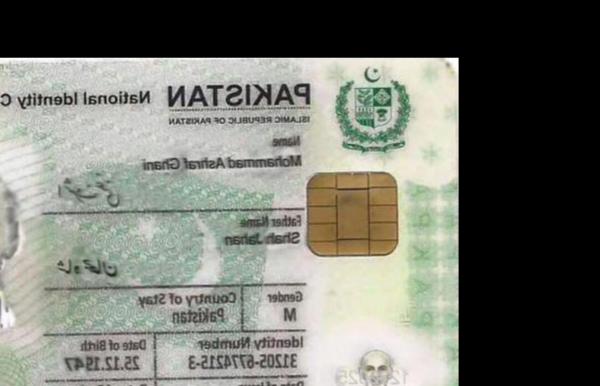 PAKISTAN National Identity C
ISLAMIC REPUBLIC OF PAKISTAN
Name
Mohammad Ashraf Ghani
Father Name
Shah Jahan
Gender Country of Stay
M Pakistan
Identity Number Date of Birth
31205-6774215-3 25.12.1947